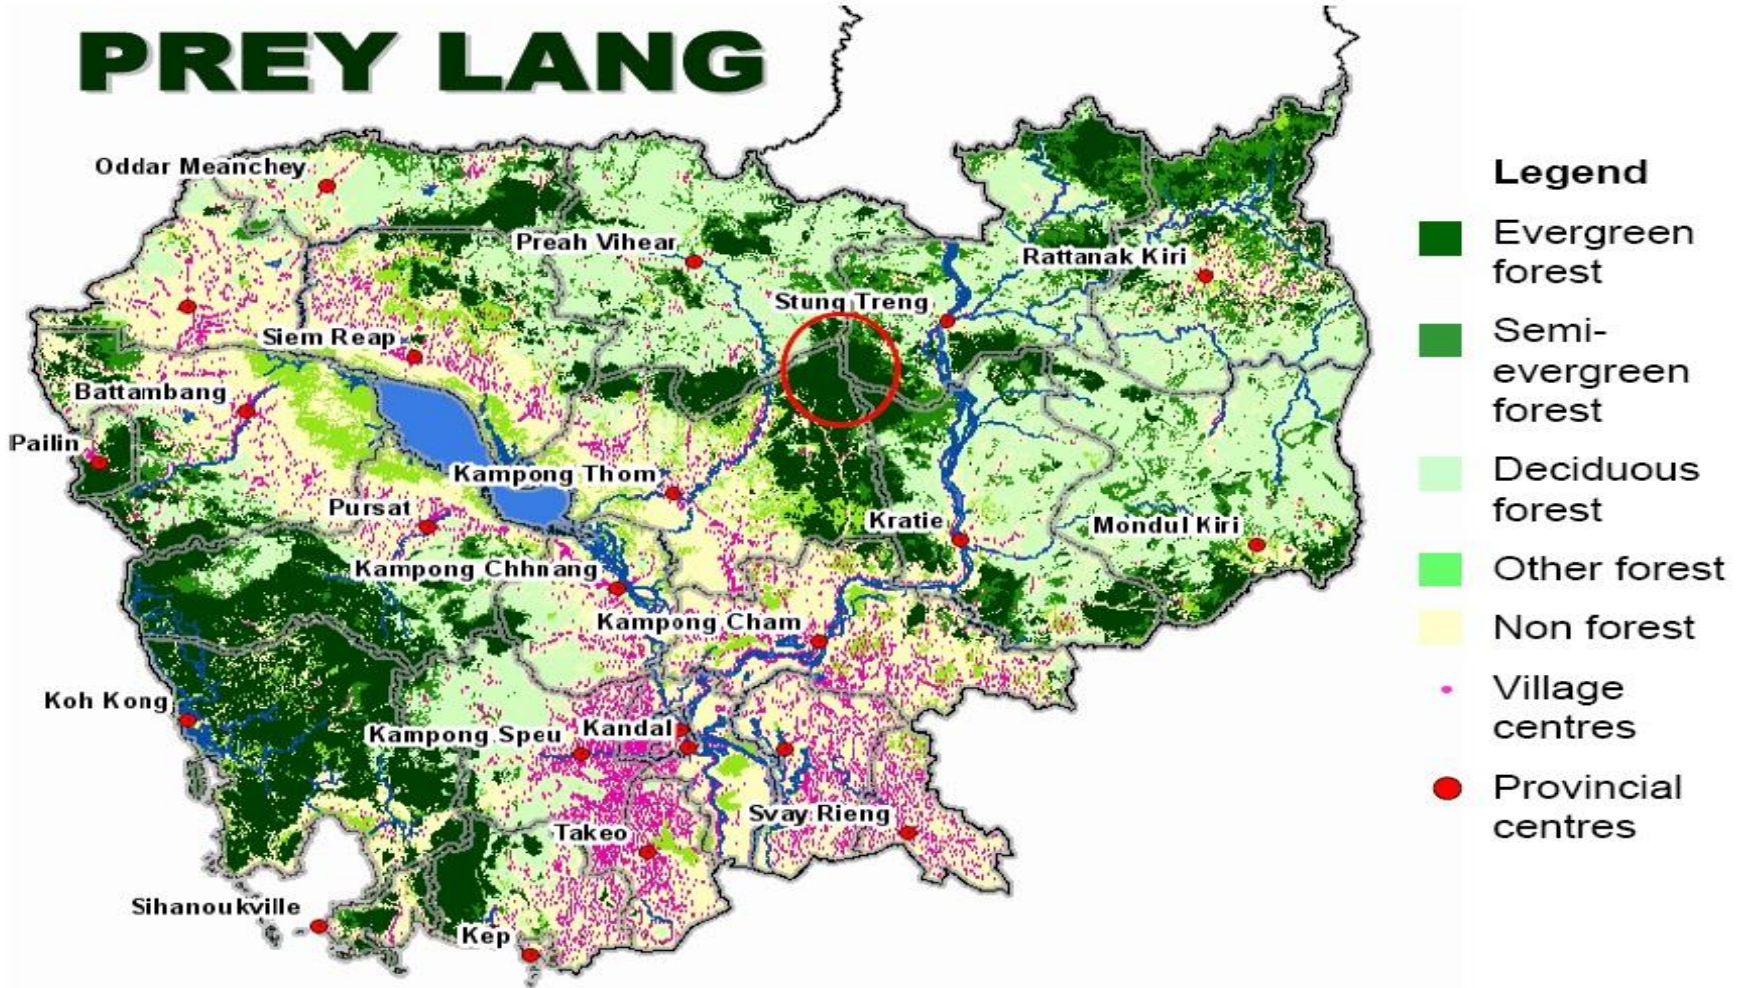 PREY LANG
Oddar Meanchey
Preah Vihear
Rattanak Kiri
Stung Treng
Siem Reap
Battambang
Pailin
Kampong Thom
Pursat
Kratie
Mondul Kiri
Kampong Chhnang
Kampong Cham
Koh Kong
Kampong Speu
Kandal
Svay Rieng
Takeo
Sihanoukville
Kep
Legend
Evergreen
forest
Semi-
evergreen
forest
Deciduous
forest
Other forest
Non forest
Village
centres
Provincial
centres